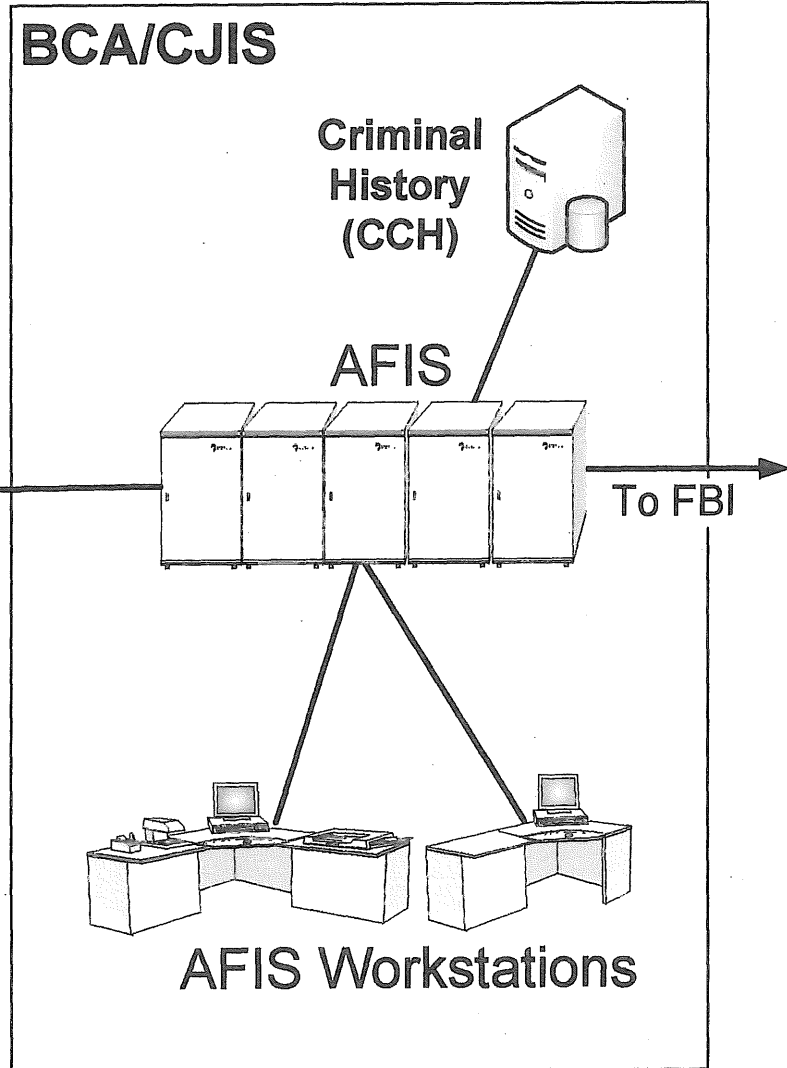 BCA/CJIS
Criminal
History
(CCH)
AFIS
To FBI
AFIS Workstations